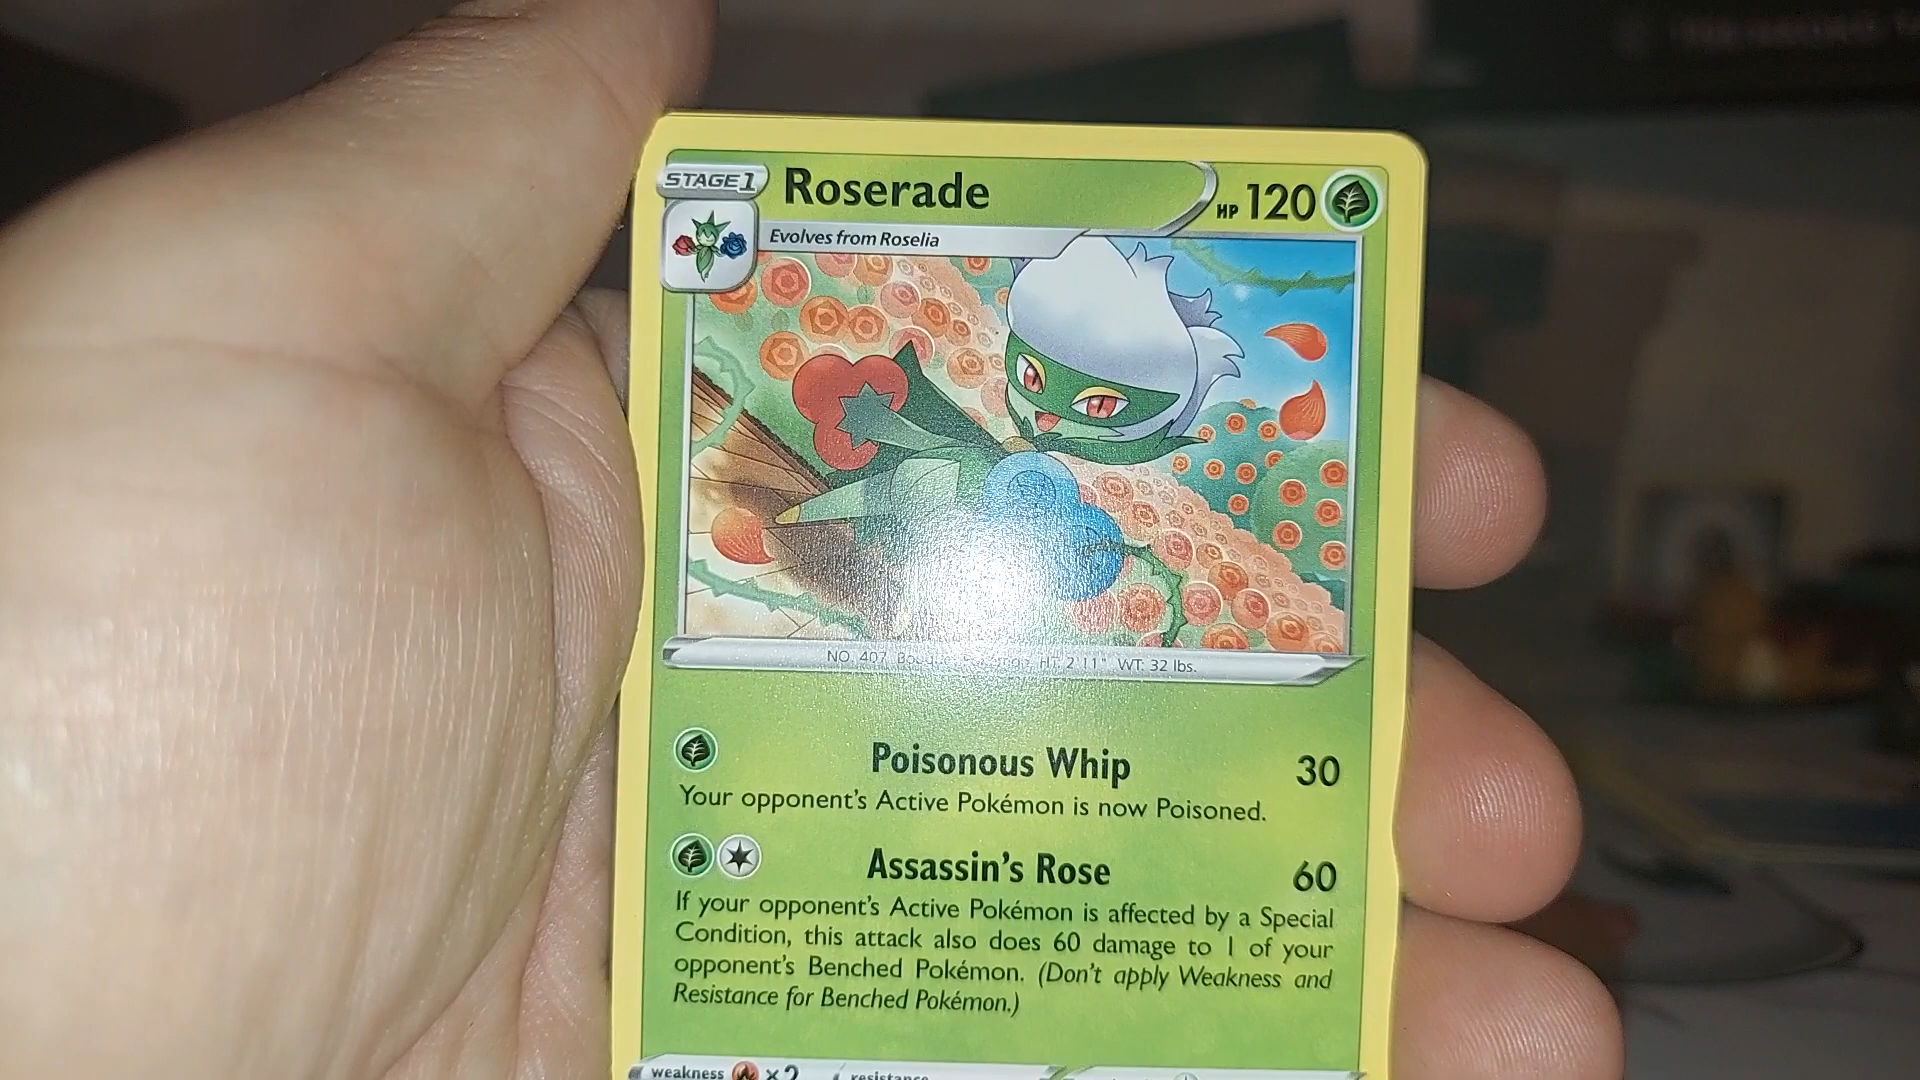 STAGE1
Roserade
HP 120
Evolves from Roselia
NO. 407 Bouquet Pokémon HT: 2'11" WT: 32 lbs.
Poisonous Whip 30
Your opponent's Active Pokémon is now Poisoned.
Assassin's Rose 60
If your opponent's Active Pokémon is affected by a Special
Condition, this attack also does 60 damage to 1 of your
opponent's Benched Pokémon. (Don't apply Weakness and
Resistance for Benched Pokémon.)
weakness ×2 resistance